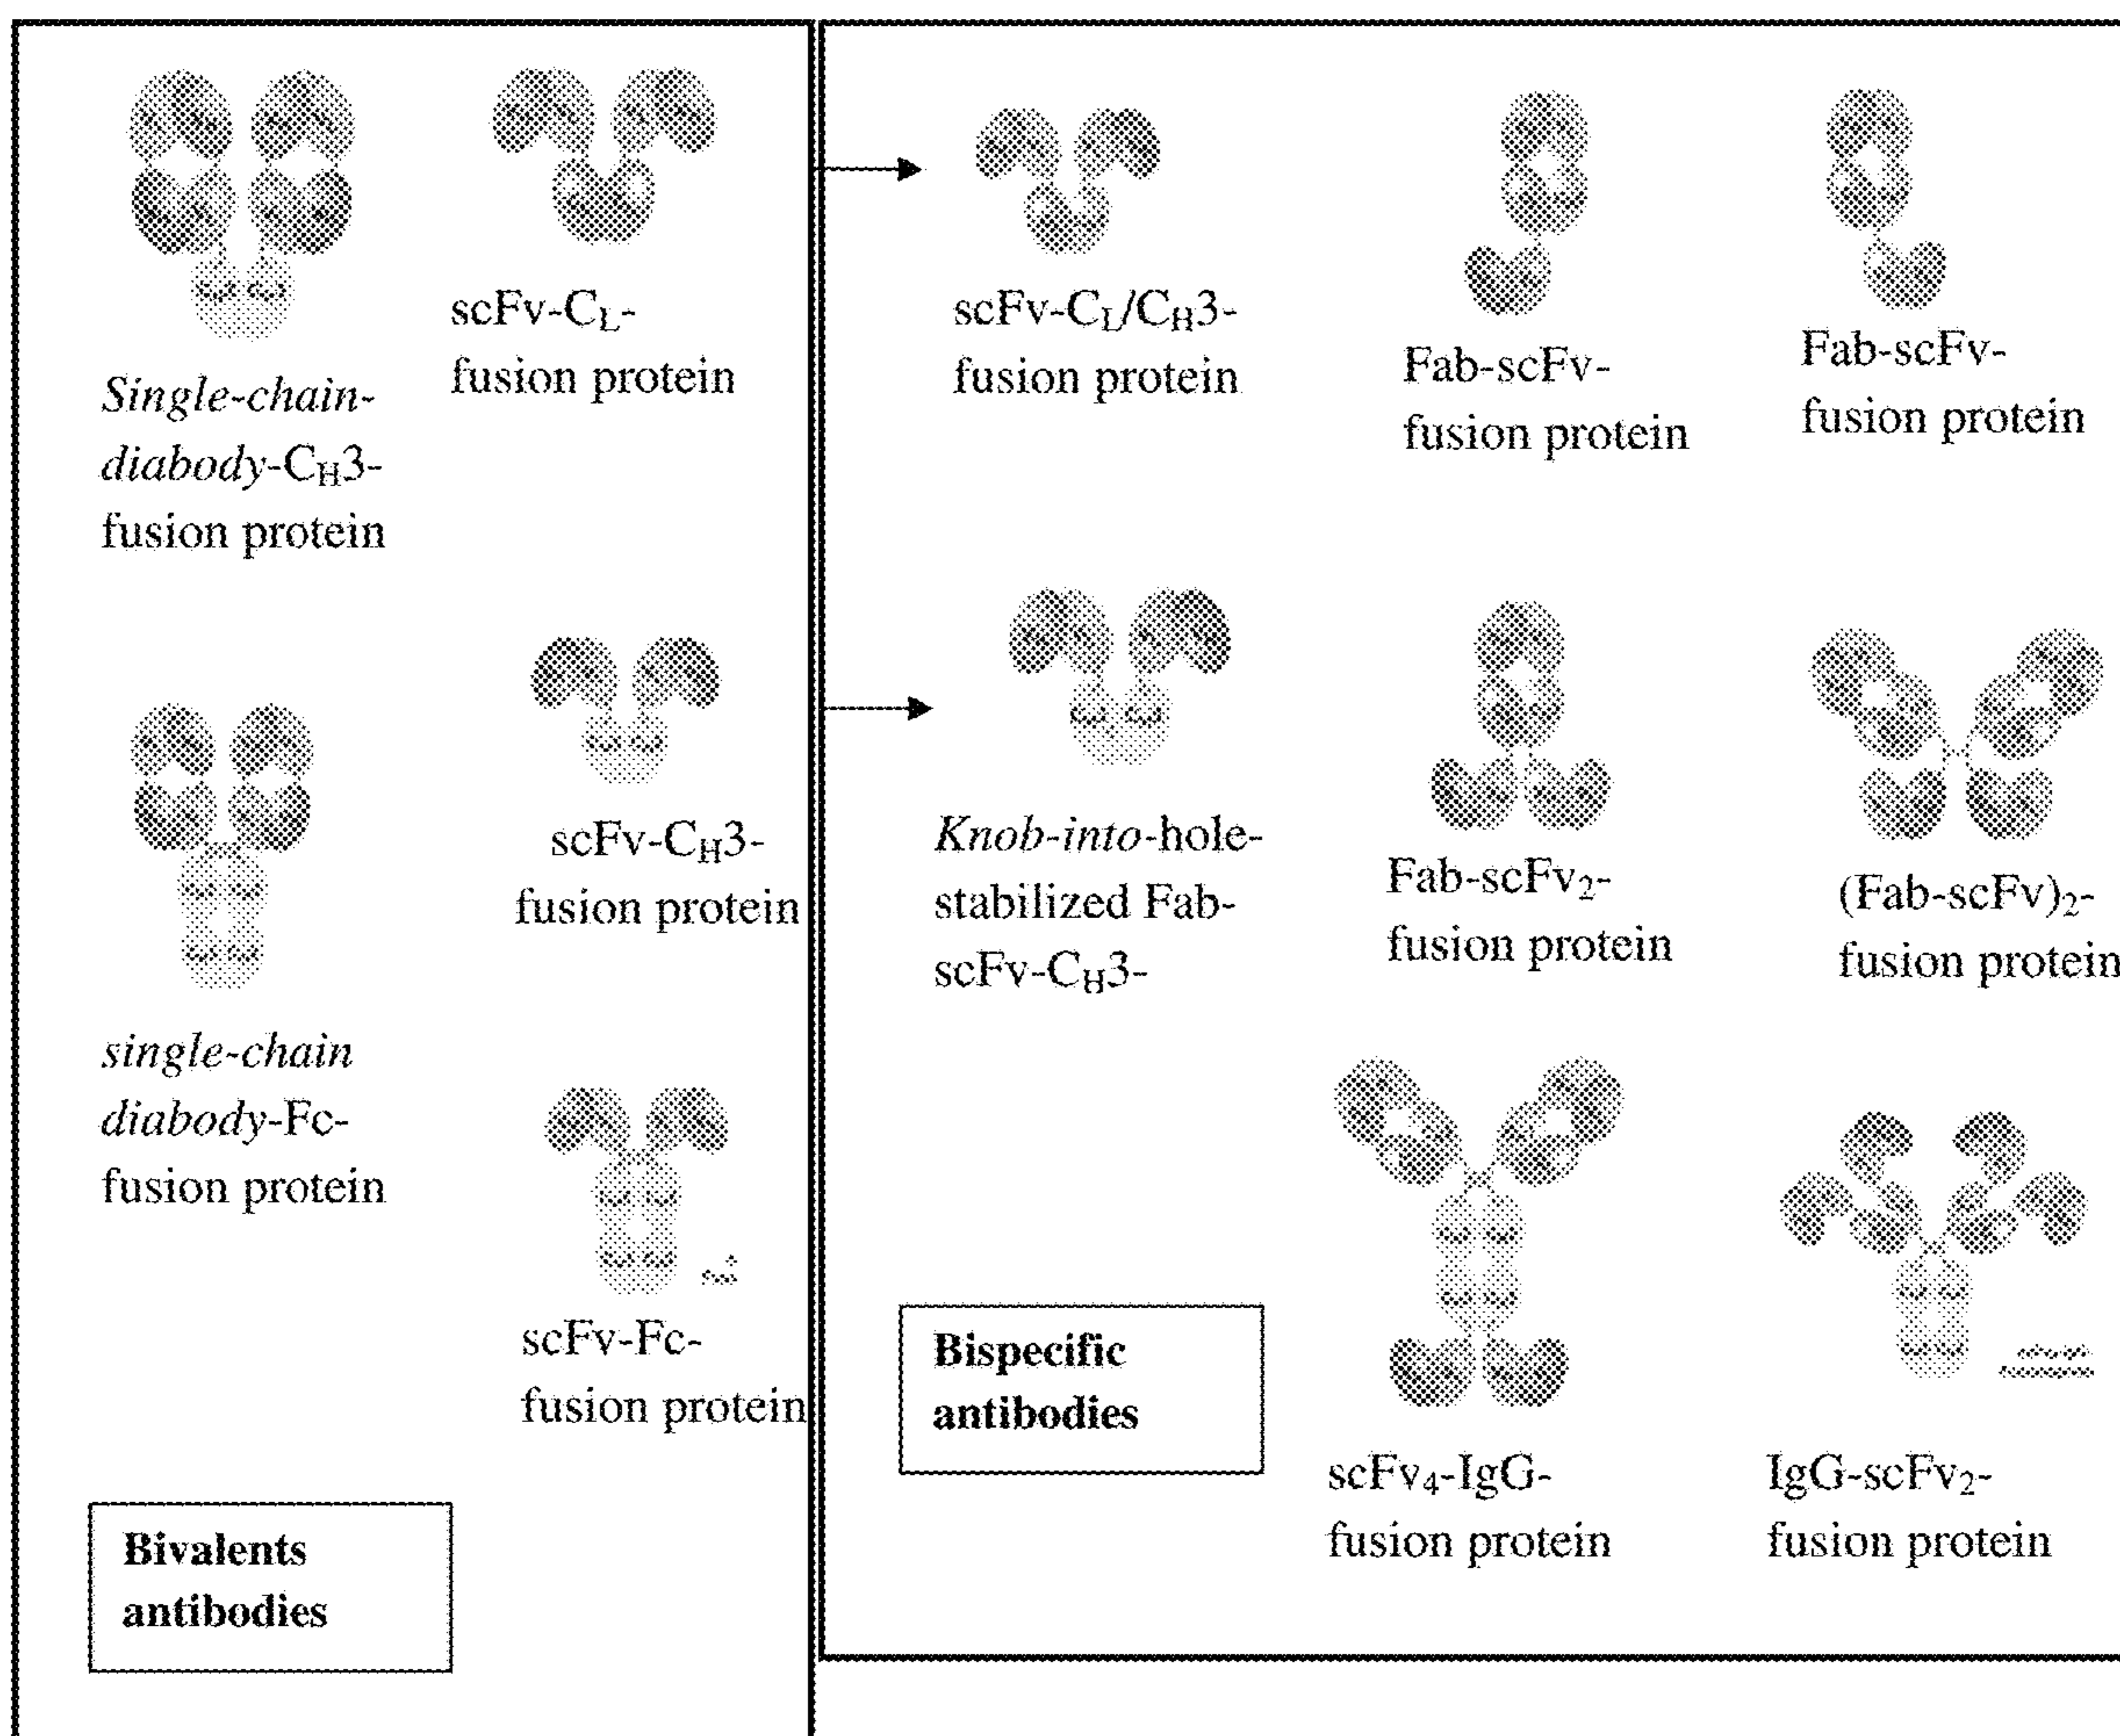 Single-chain-
diabody-CH3-
fusion protein
scFv-CL-
fusion protein
single-chain
diabody-Fc-
fusion protein
scFv-CH3-
fusion protein
scFv-Fc-
fusion protein
Bivalents
antibodies
scFv-CL/CH3-
fusion protein
Fab-scFv-
fusion protein
Fab-scFv-
fusion protein
Knob-into-hole-
stabilized Fab-
scFv-CH3-
Fab-scFv2-
fusion protein
(Fab-scFv)2-
fusion protein
Bispecific
antibodies
scFv4-IgG-
fusion protein
IgG-scFv2-
fusion protein